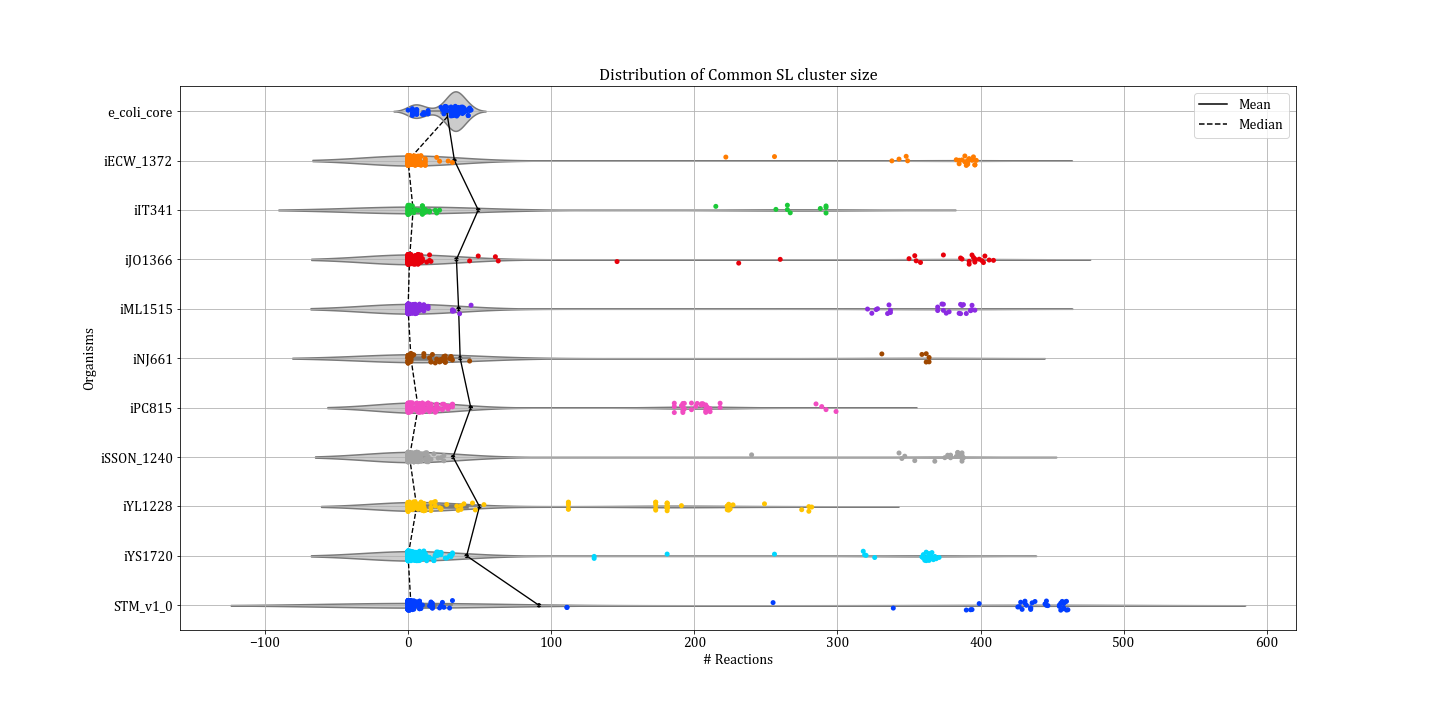 Distribution of Common SL cluster size
Mean
Median
Organisms
e_coli_core
iECW_1372
iIT341
iJO1366
iML1515
iNJ661
iPC815
iSSON_1240
iYL1228
iYS1720
STM_v1_0
−100 0 100 200 300 400 500 600
# Reactions